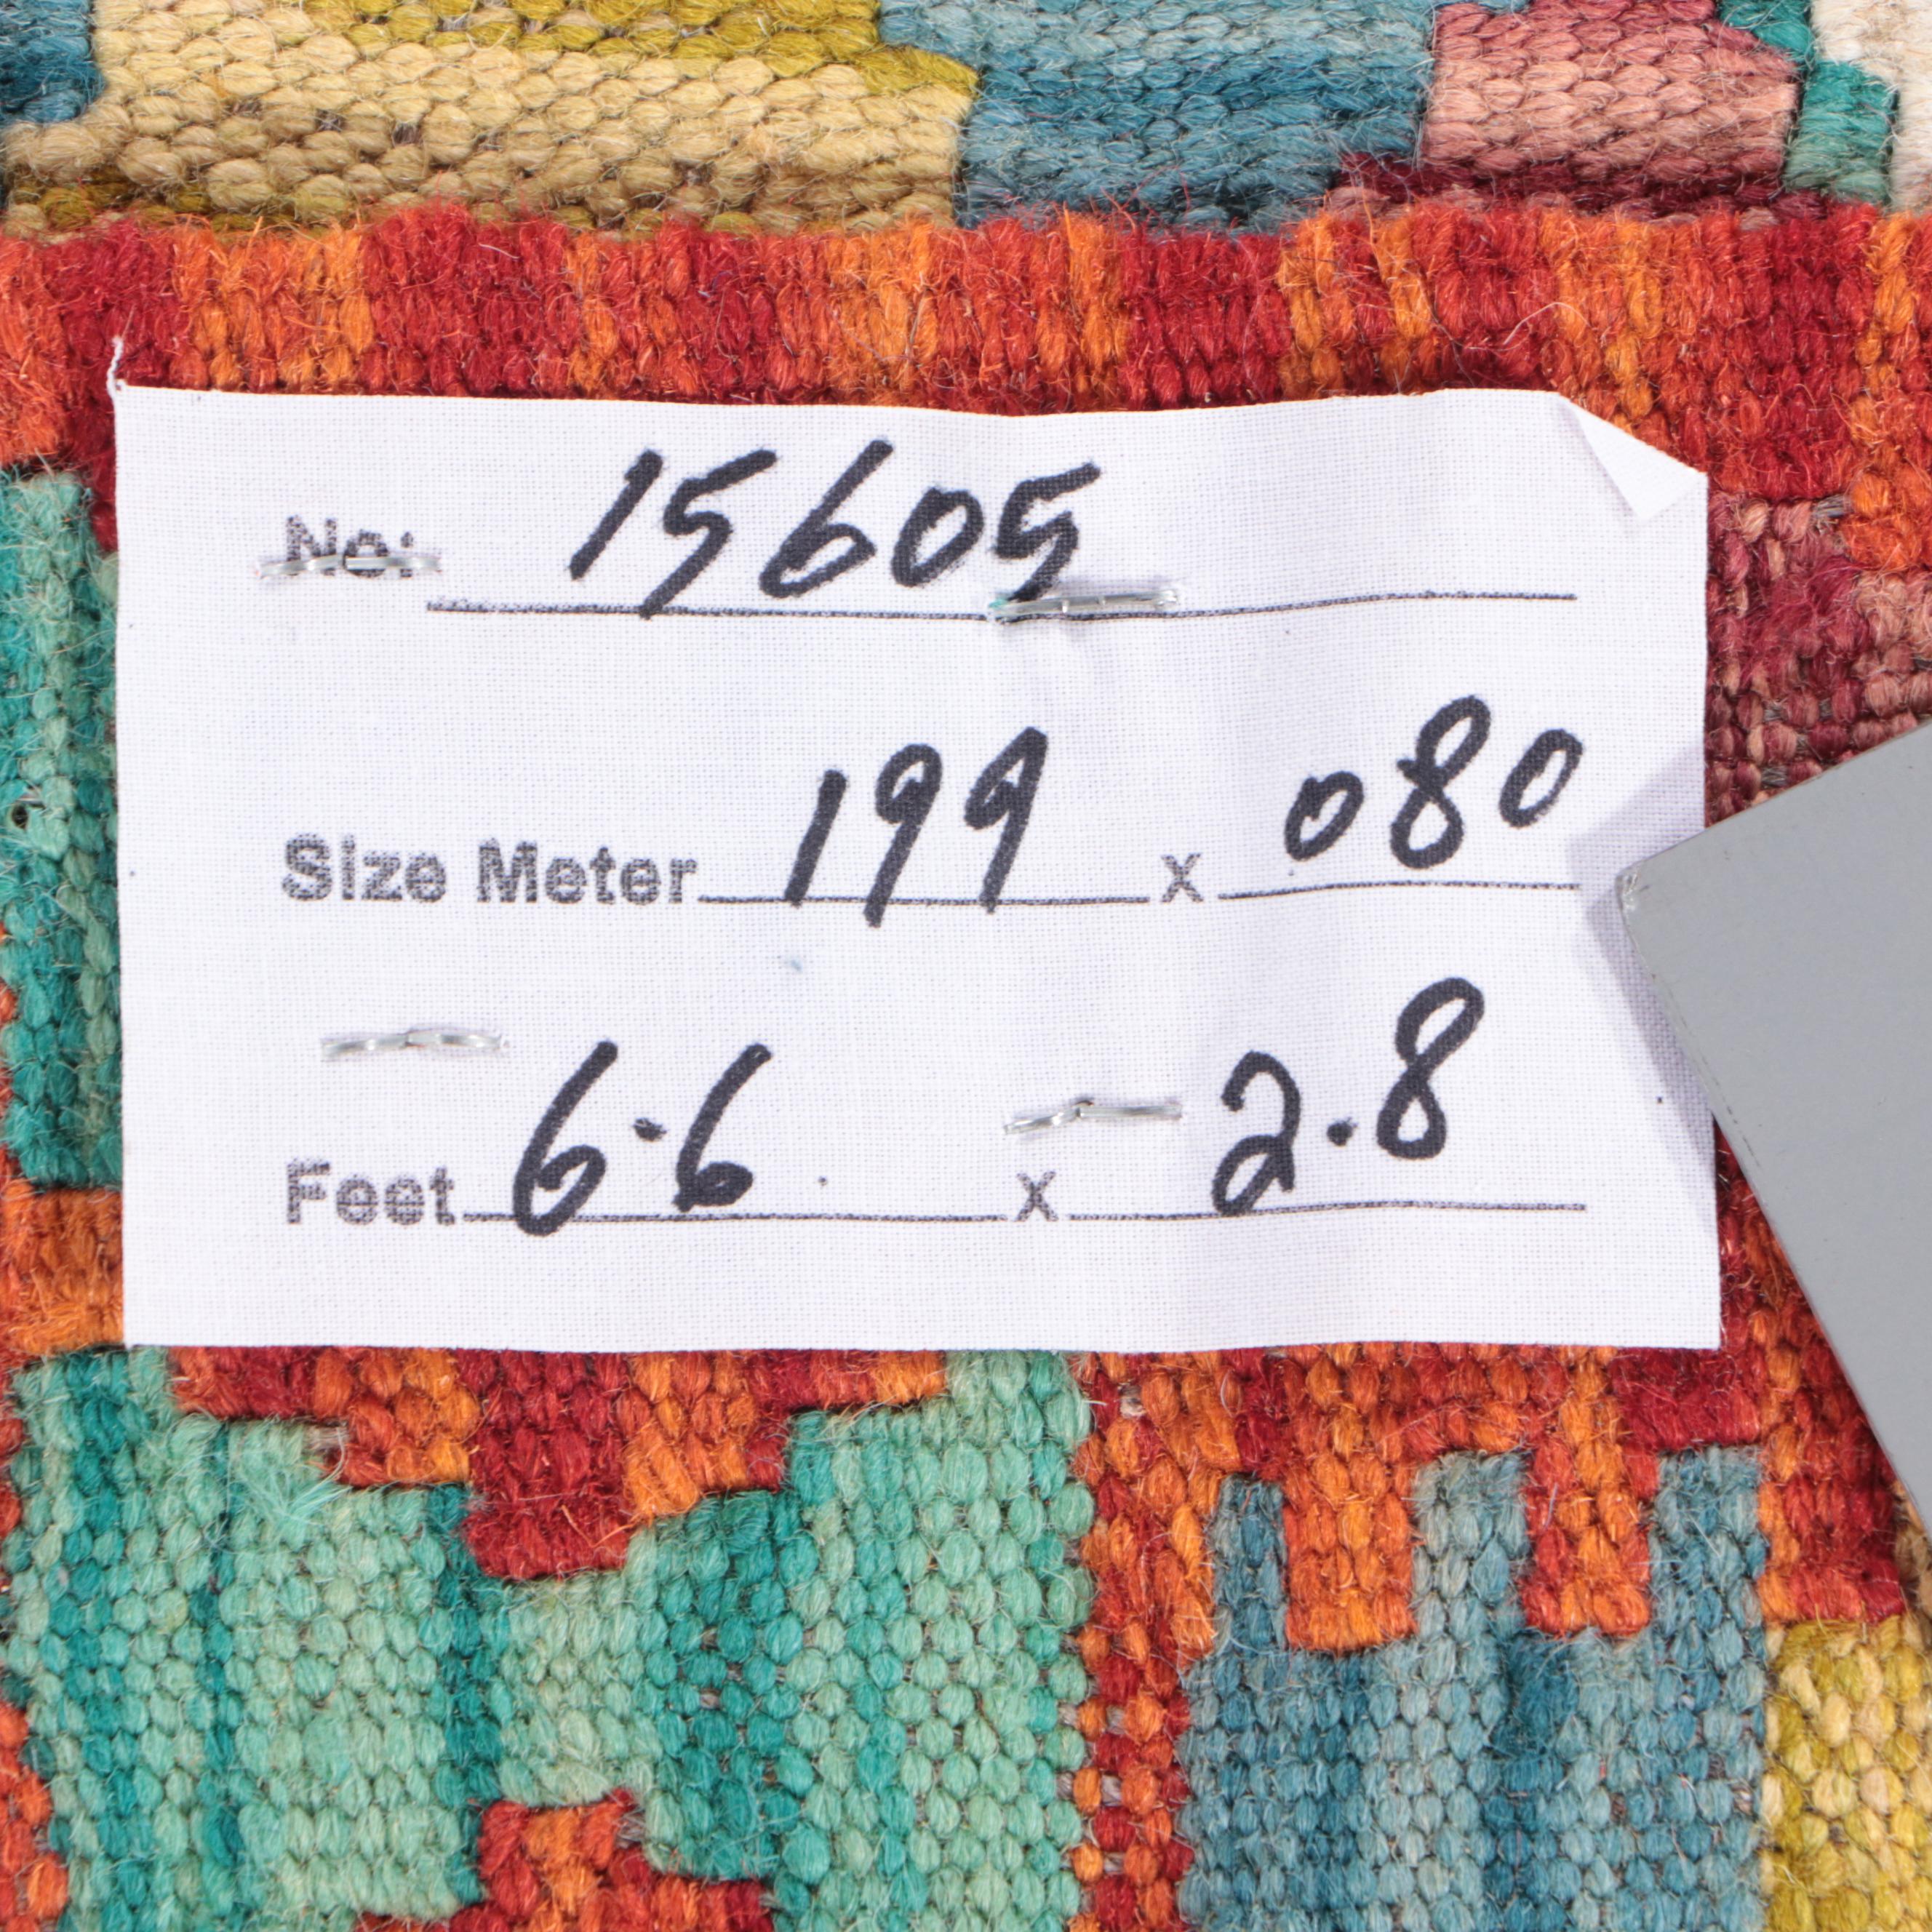 No: 15605
Size Meter 199 x 080
Feet 6.6 x 2.8